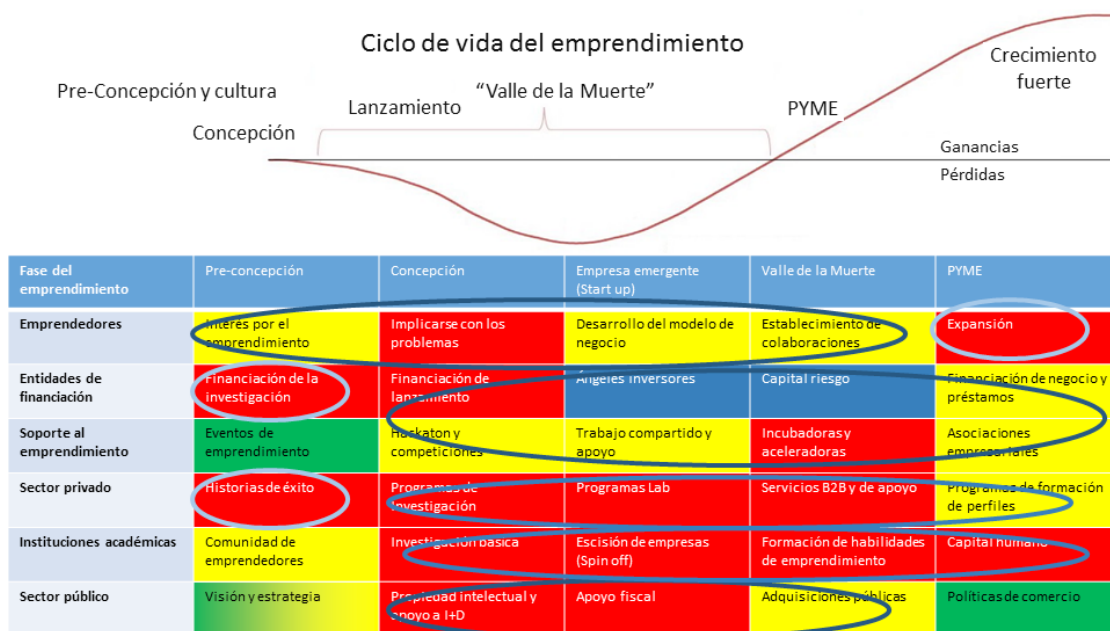 Ciclo de vida del emprendimiento
Crecimiento
fuerte
Pre-Concepción y cultura
"Valle de la Muerte"
Lanzamiento
PYME
Concepción
Ganancias
Pérdidas
Fase del
emprendimiento
Pre-concepción
Concepción
Empresa emergente
(Start up)
Valle de la Muerte
PYME
Emprendedores
Interés por el
emprendimiento
Implicarse con los
problemas
Desarrollo del modelo de
negocio
Establecimiento de
colaboraciones
Expansión
Entidades de
financiación
Financiación de la
investigación
Financiación de
lanzamiento
Ángeles inversores
Capital riesgo
Financiación de negocio y
préstamos
Soporte al
emprendimiento
Eventos de
emprendimiento
Hackaton y
competiciones
Trabajo compartido y
apoyo
Incubadoras y
aceleradoras
Asociaciones
empresariales
Sector privado
Historias de éxito
Programas de
Investigación
Programas Lab
Servicios B2B y de apoyo
Programas de formación
de perfiles
Instituciones académicas
Comunidad de
emprendedores
Investigación básica
Escisión de empresas
(Spin off)
Formación de habilidades
de emprendimiento
Capital humano
Sector público
Visión y estrategia
Propiedad intelectual y
apoyo a I+D
Apoyo fiscal
Adquisiciones públicas
Políticas de comercio